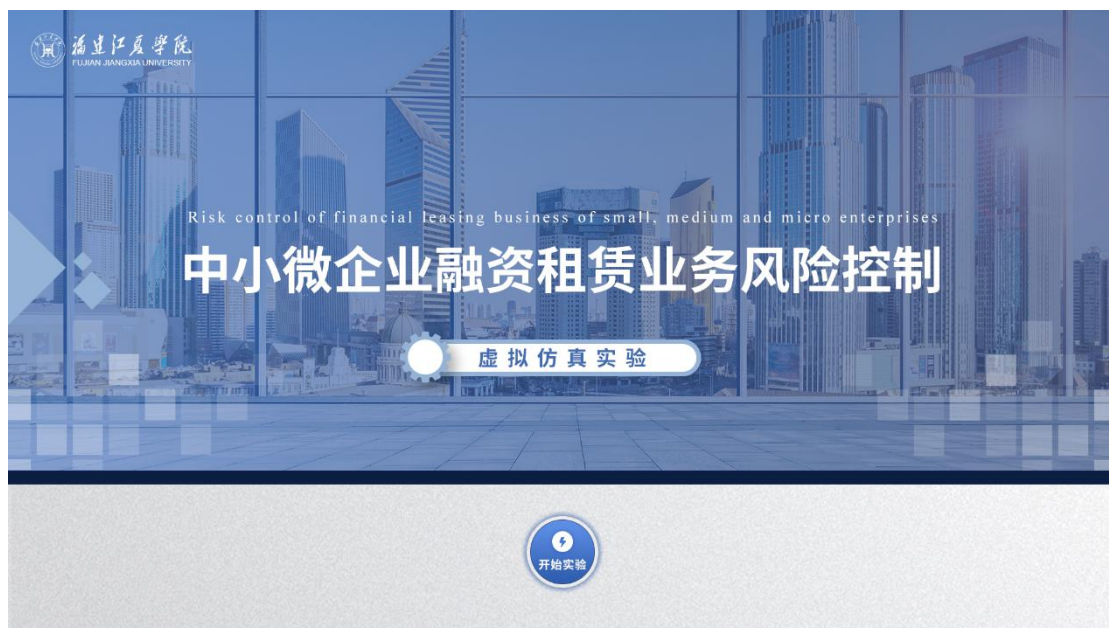 福建江夏学院
FUJIAN JIANGXIA UNIVERSITY
Risk control of financial leasing business of small, medium and micro enterprises
中小微企业融资租赁业务风险控制
虚拟仿真实验
开始实验